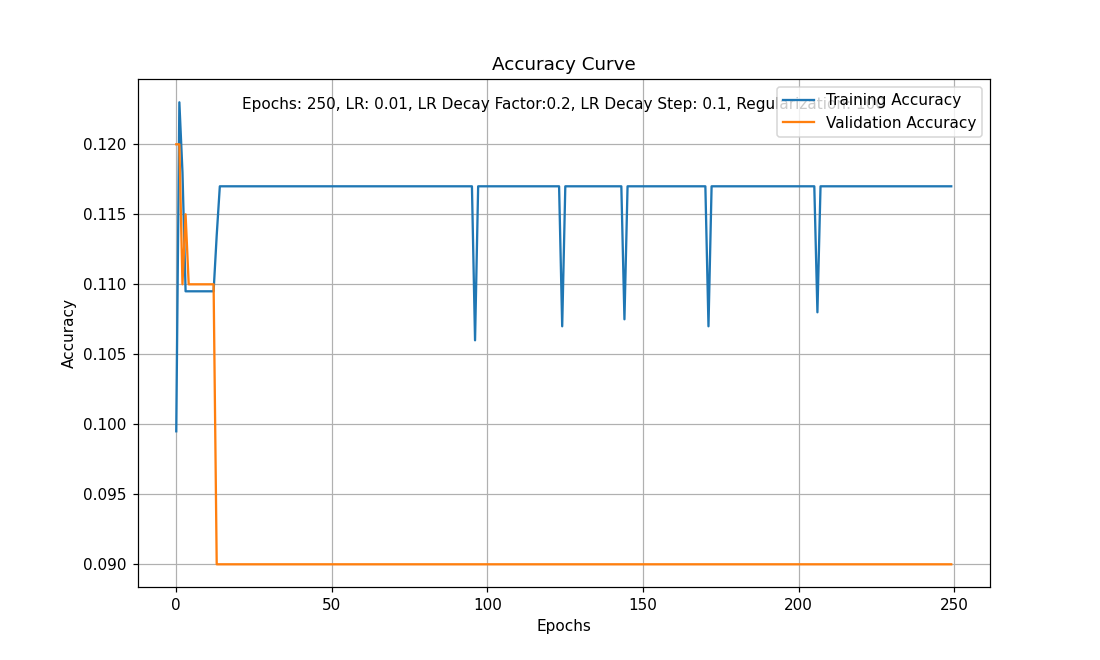 Accuracy Curve
Epochs: 250, LR: 0.01, LR Decay Factor:0.2, LR Decay Step: 0.1, Regularization:
Training Accuracy
Validation Accuracy
0.120
0.115
0.110
0.105
0.100
0.095
0.090
Accuracy
0 50 100 150 200 250
Epochs